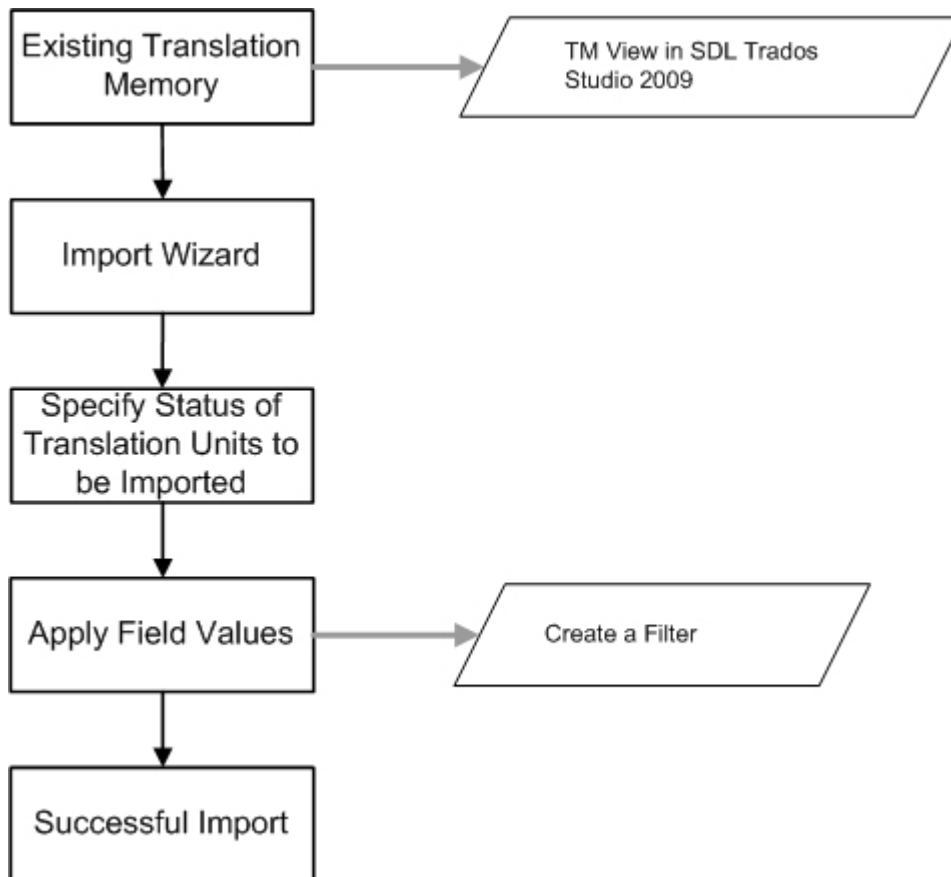 Existing Translation
Memory
TM View in SDL Trados
Studio 2009
Import Wizard
Specify Status of
Translation Units to
be Imported
Apply Field Values
Create a Filter
Successful Import